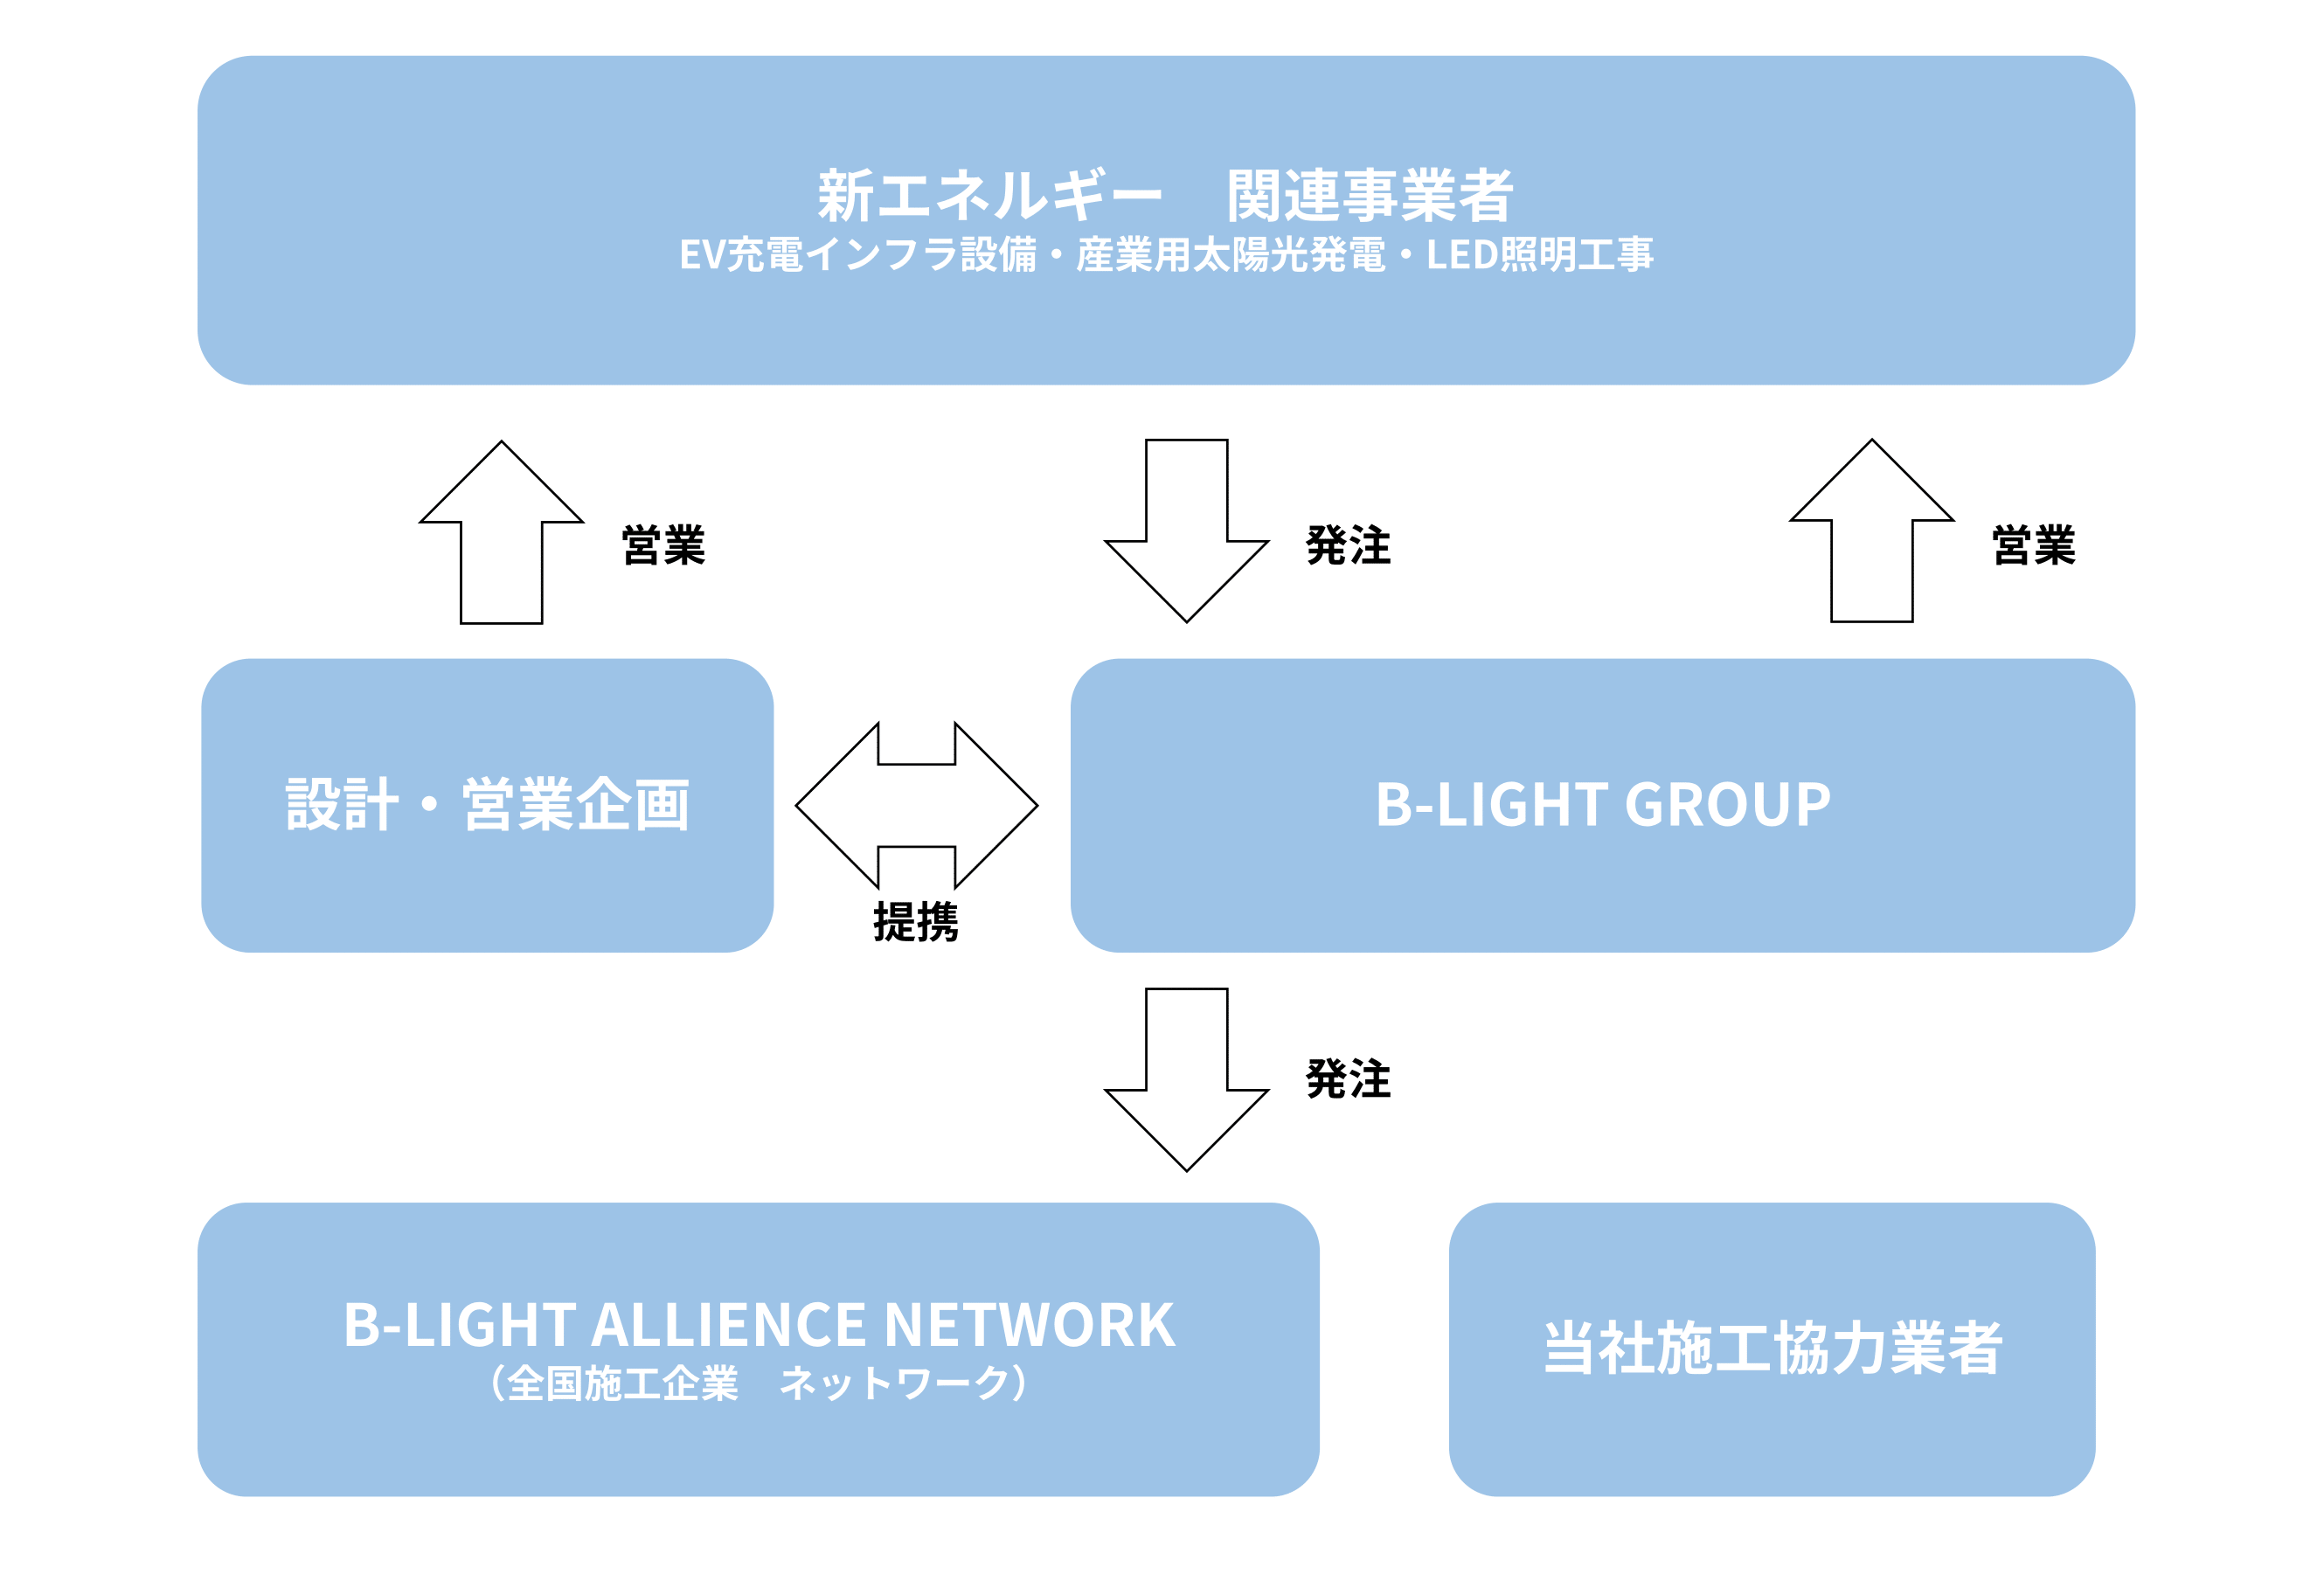 新エネルギー　関連事業者
EV充電インフラ設備・産業用太陽光発電・LED照明工事
営業
発注
営業
設計・営業企画
提携
B-LIGHT GROUP
発注
B-LIGHT ALLIENCE NETWORK
（全国施工企業　ネットワーク）
当社施工協力業者